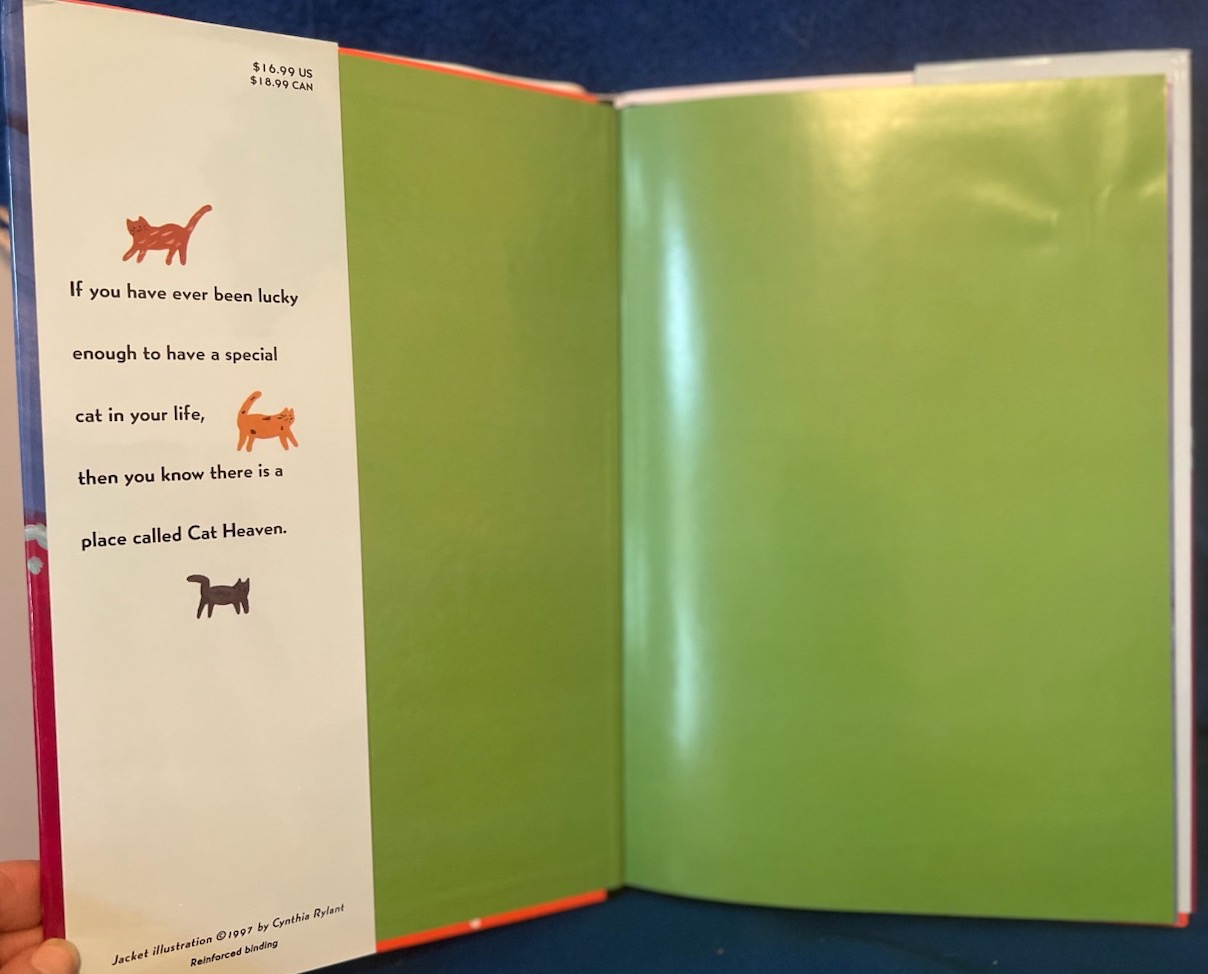 $16.99 US
$18.99 CAN
If you have ever been lucky
enough to have a special
cat in your life,
then you know there is a
place called Cat Heaven.
Jacket illustration ©1997 by Cynthia Rylant
Reinforced binding